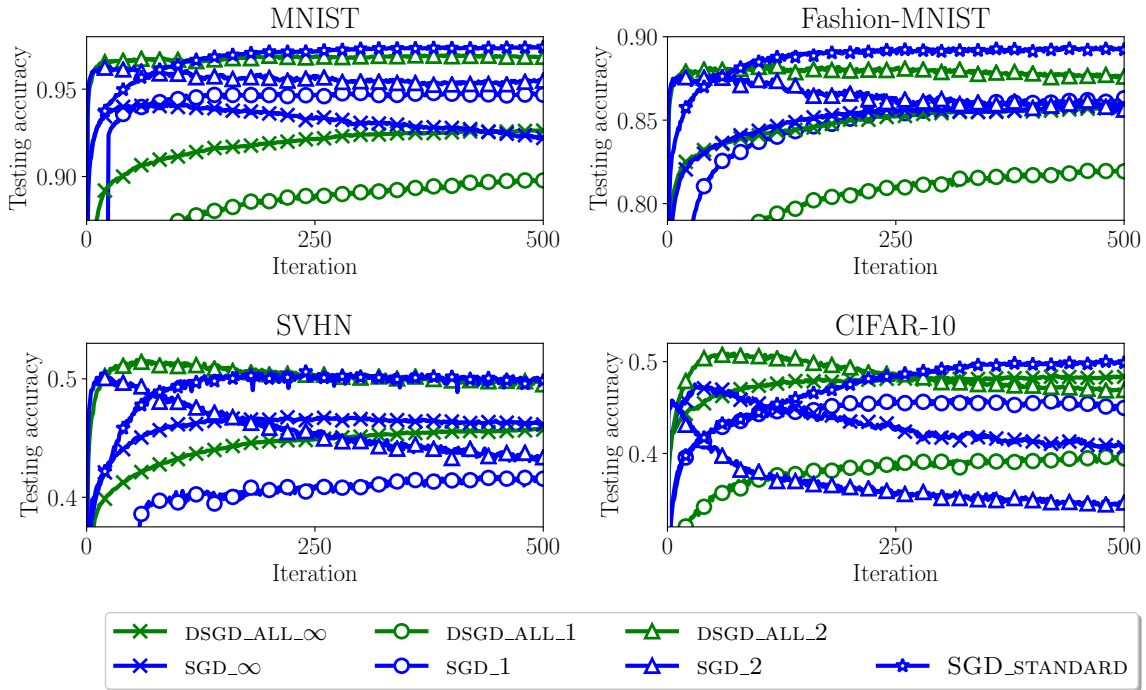 MNIST
Fashion-MNIST
Testing accuracy
0.95
0.90
0 250 500
Iteration
Testing accuracy
0.90
0.85
0.80
0 250 500
Iteration
SVHN
CIFAR-10
Testing accuracy
0.5
0.4
0 250 500
Iteration
Testing accuracy
0.5
0.4
0 250 500
Iteration
DSGD_ALL_∞ DSGD_ALL_1 DSGD_ALL_2
SGD_∞ SGD_1 SGD_2 SGD_STANDARD